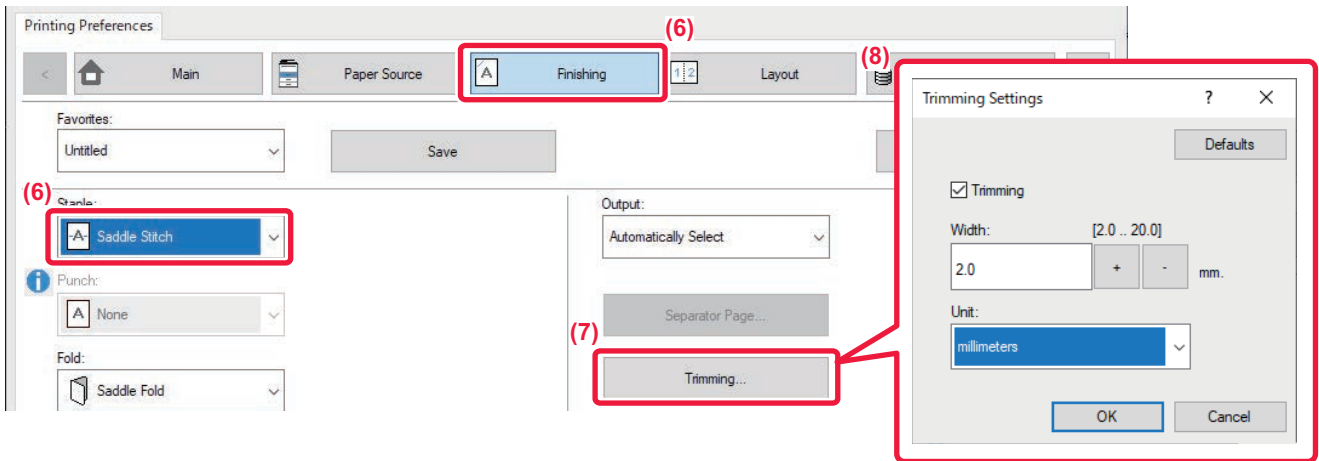 Printing Preferences
(6)
(8)
< Main Paper Source A Finishing 1 2 Layout
Favorites:
Untitled
Save
(6)
Staple:
-A- Saddle Stitch
Punch:
A None
Fold:
Saddle Fold
Output:
Automatically Select
Separator Page...
(7)
Trimming...
Trimming Settings ? X
Defaults
Trimming
Width: [2.0 .. 20.0]
2.0 + - mm.
Unit:
millimeters
OK Cancel